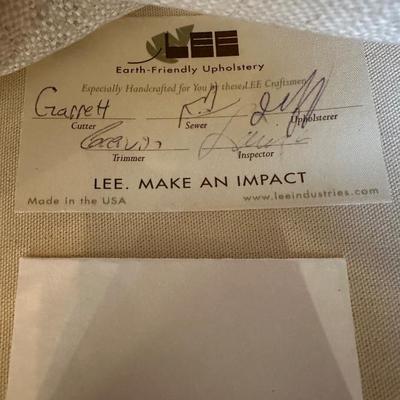 LEE
Earth-Friendly Upholstery
Especially Handcrafted for You by these LEE Craftsmen
Garrett
Cutter Sewer Upholsterer
Trimmer Inspector
LEE. MAKE AN IMPACT
Made in the USA www.leeindustries.com